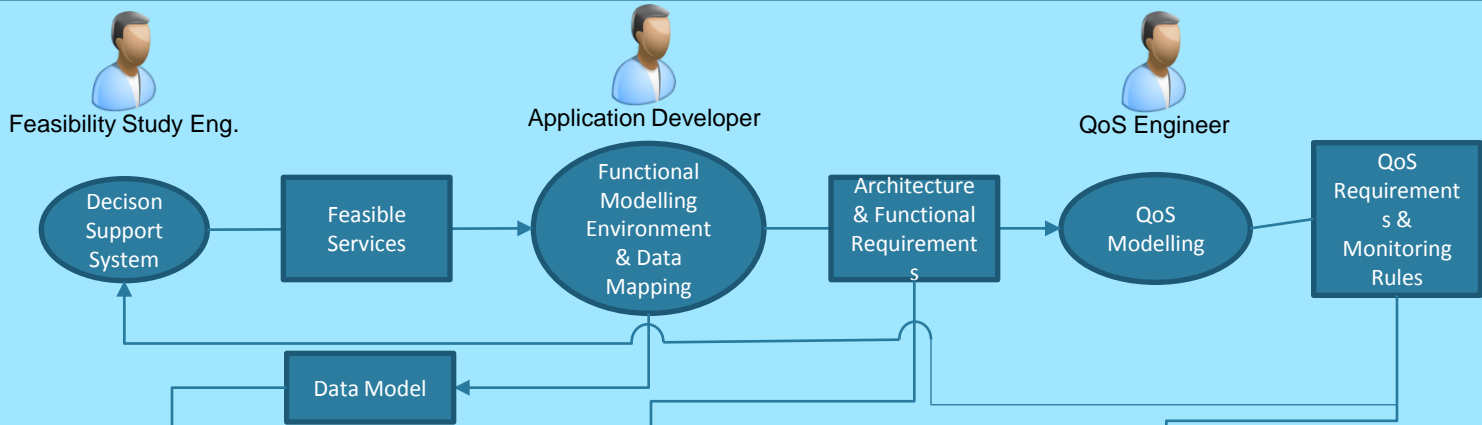 Feasibility Study Eng.
Application Developer
QoS Engineer
Decison
Support
System
Feasible
Services
Functional
Modelling
Environment
& Data
Mapping
Architecture
& Functional
Requirement
s
QoS
Modelling
QoS
Requirement
s &
Monitoring
Rules
Data Model